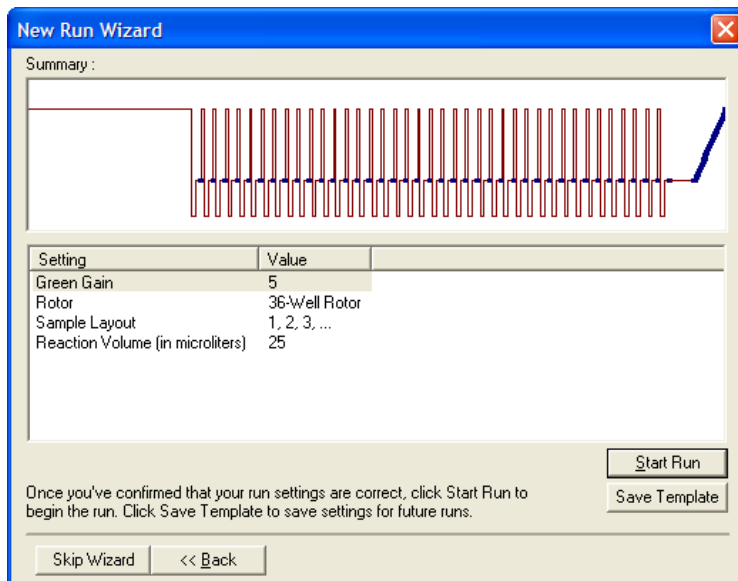 New Run Wizard
Summary :
Setting Value
Green Gain 5
Rotor 36-Well Rotor
Sample Layout 1, 2, 3, ...
Reaction Volume (in microliters) 25
Start Run
Once you've confirmed that your run settings are correct, click Start Run to
begin the run. Click Save Template to save settings for future runs.
Save Template
Skip Wizard
<< Back